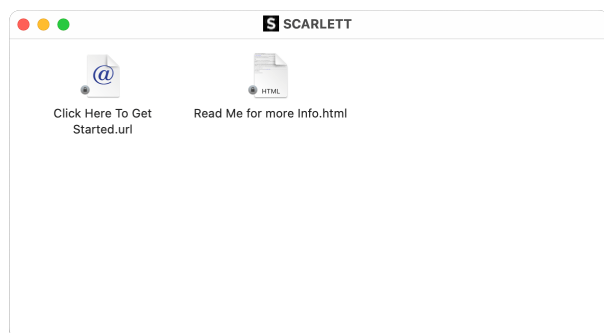 S SCARLETT
@
HTML
Click Here To Get
Started.url
Read Me for more Info.html